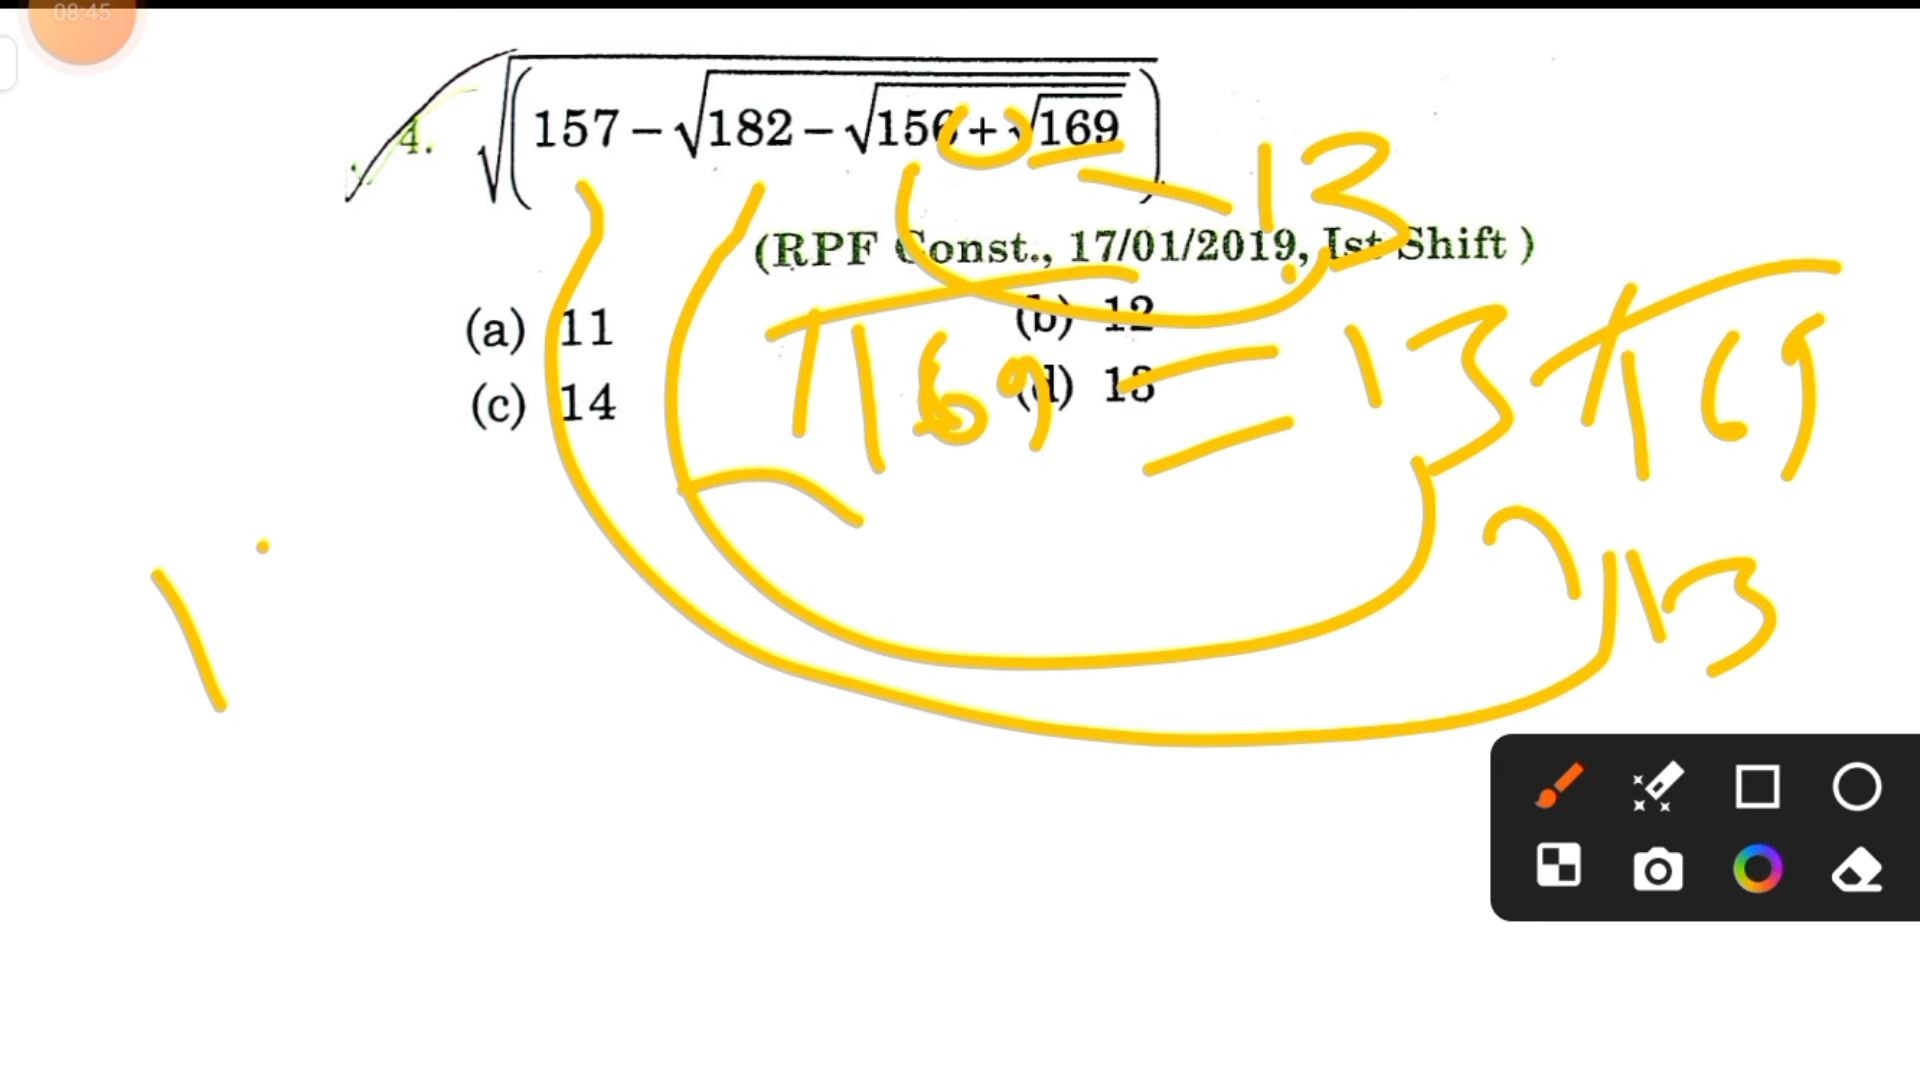 08:45
4. √(157 – √182 – √156 + √169)
13
(RPF Const., 17/01/2019, Ist Shift )
(a) 11
(b) 12
√169 = 13 √169
(c) 14
(d) 13
13